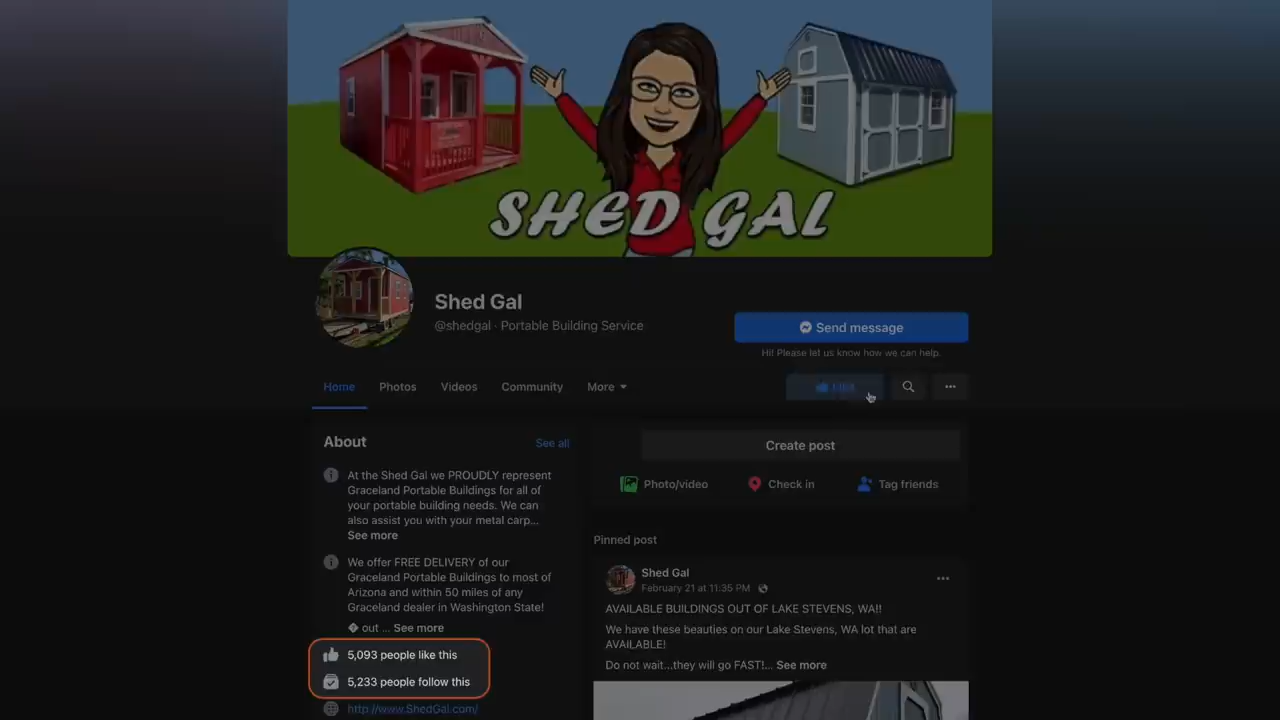 SHED GAL
Shed Gal
@shedgal · Portable Building Service
Send message
Hi! Please let us know how we can help.
Home
Photos
Videos
Community
More
Like
About
See all
At the Shed Gal we PROUDLY represent
Graceland Portable Buildings for all of
your portable building needs. We can
also assist you with your metal carp...
See more
We offer FREE DELIVERY of our
Graceland Portable Buildings to most of
Arizona and within 50 miles of any
Graceland dealer in Washington State!
� out ... See more
5,093 people like this
5,233 people follow this
http://www.ShedGal.com/
Create post
Photo/video
Check in
Tag friends
Pinned post
Shed Gal
February 21 at 11:35 PM
AVAILABLE BUILDINGS OUT OF LAKE STEVENS, WA!!
We have these beauties on our Lake Stevens, WA lot that are
AVAILABLE!
Do not wait...they will go FAST!... See more